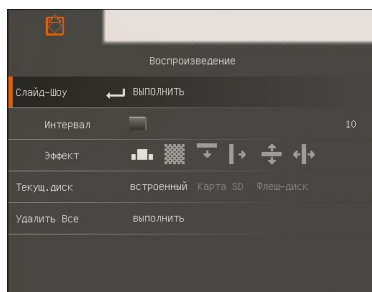 Воспроизведение
Слайд-Шоу ВЫПОЛНИТЬ
Интервал 10
Эффект
Текущ.диск встроенный Карта SD Флеш-диск
Удалить Все выполнить